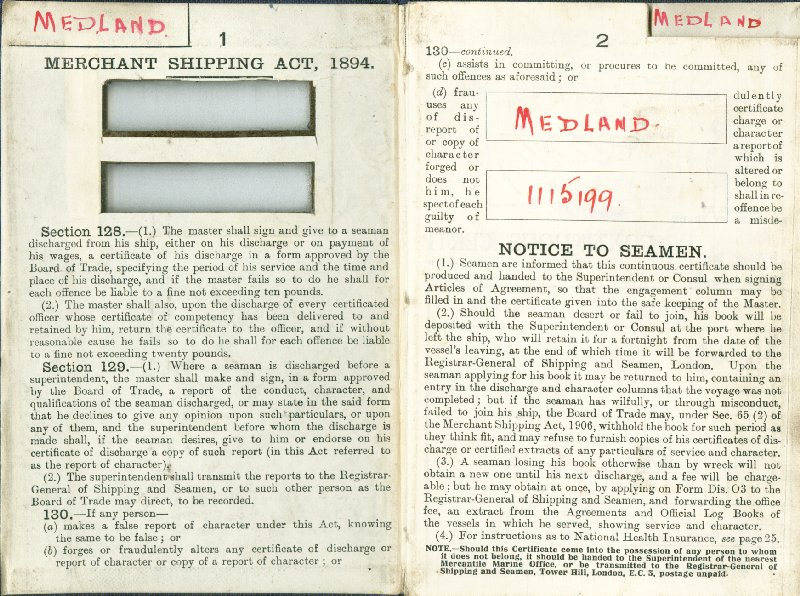 MEDLAND.
1
MERCHANT SHIPPING ACT, 1894.
Section 128.—(1.) The master shall sign and give to a seaman
discharged from his ship, either on his discharge or on payment of
his wages, a certificate of his discharge in a form approved by the
Board of Trade, specifying the period of his service and the time and
place of his discharge, and if the master fails so to do he shall for
each offence be liable to a fine not exceeding ten pounds.
(2.) The master shall also, upon the discharge of every certificated
officer whose certificate of competency has been delivered to and
retained by him, return the certificate to the officer, and if without
reasonable cause he fails so to do he shall for each offence be liable
to a fine not exceeding twenty pounds.
Section 129.—(1.) Where a seaman is discharged before a
superintendent, the master shall make and sign, in a form approved
by the Board of Trade, a report of the conduct, character, and
qualifications of the seaman discharged, or may state in the said form
that he declines to give any opinion upon such particulars, or upon
any of them, and the superintendent before whom the discharge is
made shall, if the seaman desires, give to him or endorse on his
certificate of discharge a copy of such report (in this Act referred to
as the report of character).
(2.) The superintendent shall transmit the reports to the Registrar-
General of Shipping and Seamen, or to such other person as the
Board of Trade may direct, to be recorded.
130.—If any person—
(a) makes a false report of character under this Act, knowing
the same to be false; or
(b) forges or fraudulently alters any certificate of discharge or
report of character or copy of a report of character; or
MEDLAND
2
130—continued.
(c) assists in committing, or procures to be committed, any of
such offences as aforesaid; or
(d) frau- dulently
uses any certificate
of dis- charge or
report of character
or copy of a report of
character which is
forged or altered or
does not belong to
him, he shall in re-
spect of each offence be
guilty of a misde-
meanor.
MEDLAND.
1115199.
NOTICE TO SEAMEN.
(1.) Seamen are informed that this continuous certificate should be
produced and handed to the Superintendent or Consul when signing
Articles of Agreement, so that the engagement column may be
filled in and the certificate given into the safe keeping of the Master.
(2.) Should the seaman desert or fail to join, his book will be
deposited with the Superintendent or Consul at the port where he
left the ship, who will retain it for a fortnight from the date of the
vessel's leaving, at the end of which time it will be forwarded to the
Registrar-General of Shipping and Seamen, London. Upon the
seaman applying for his book it may be returned to him, containing an
entry in the discharge and character columns that the voyage was not
completed; but if the seaman has wilfully, or through misconduct,
failed to join his ship, the Board of Trade may, under Sec. 65 (2) of
the Merchant Shipping Act, 1906, withhold the book for such period as
they think fit, and may refuse to furnish copies of his certificates of dis-
charge or certified extracts of any particulars of service and character.
(3.) A seaman losing his book otherwise than by wreck will not
obtain a new one until his next discharge, and a fee will be charge-
able; but he may obtain at once, by applying on Form Dis. O3 to the
Registrar-General of Shipping and Seamen, and forwarding the office
fee, an extract from the Agreements and Official Log Books of
the vessels in which he served, showing service and character.
(4.) For instructions as to National Health Insurance, see page 25.
NOTE.—Should this Certificate come into the possession of any person to whom
it does not belong, it should be handed to the Superintendent of the nearest
Mercantile Marine Office, or be transmitted to the Registrar-General of
Shipping and Seamen, Tower Hill, London, E.C. 3, postage unpaid.